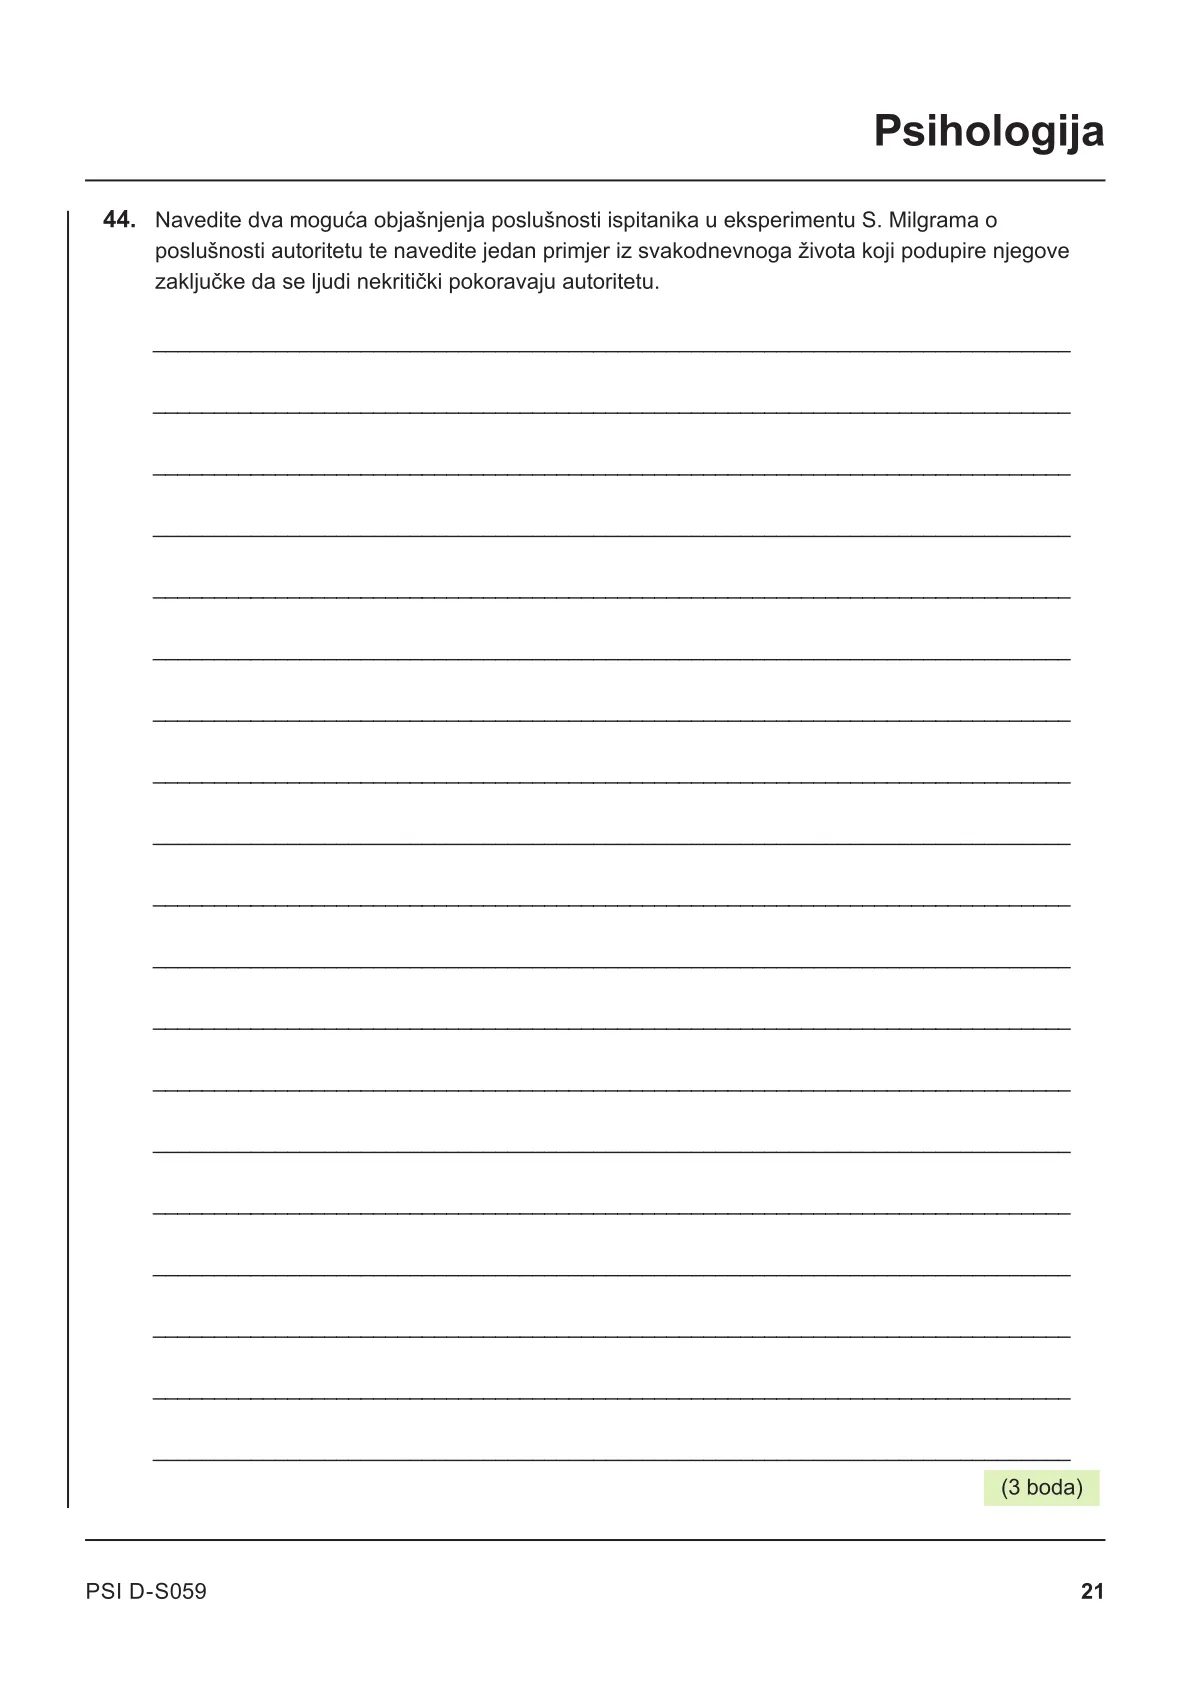 Psihologija
44. Navedite dva moguća objašnjenja poslušnosti ispitanika u eksperimentu S. Milgrama o
poslušnosti autoritetu te navedite jedan primjer iz svakodnevnoga života koji podupire njegove
zaključke da se ljudi nekritički pokoravaju autoritetu.
(3 boda)
PSI D-S059
21